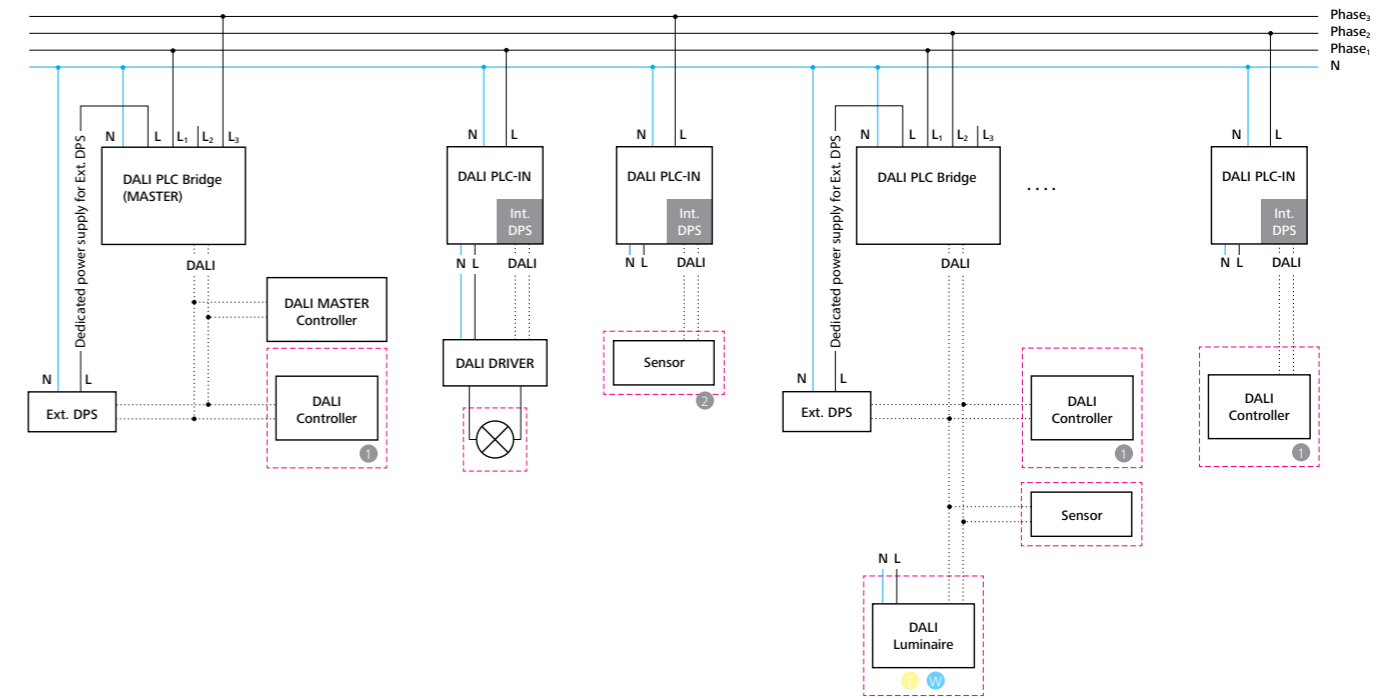 Phase₃
Phase₂
Phase₁
N
N L L₁ L₂ L₃
DALI PLC Bridge
(MASTER)
Dedicated power supply for Ext. DPS
DALI
DALI MASTER
Controller
N L
Ext. DPS
DALI
Controller
1
N L
DALI PLC-IN
Int.
DPS
N L DALI
DALI DRIVER
N L
DALI PLC-IN
Int.
DPS
N L DALI
Sensor
2
N L L₁ L₂ L₃
DALI PLC Bridge
Dedicated power supply for Ext. DPS
DALI
N L
Ext. DPS
DALI
Controller
1
Sensor
N L
DALI
Luminaire
T W
....
N L
DALI PLC-IN
Int.
DPS
N L DALI
DALI
Controller
1